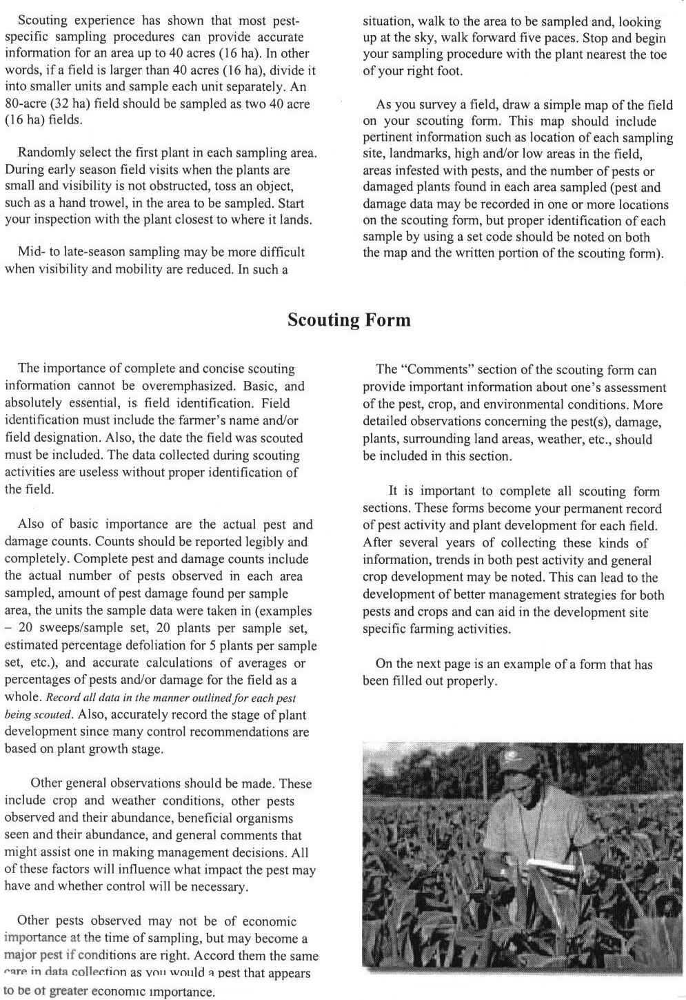 Scouting experience has shown that most pest-
specific sampling procedures can provide accurate
information for an area up to 40 acres (16 ha). In other
words, if a field is larger than 40 acres (16 ha), divide it
into smaller units and sample each unit separately. An
80-acre (32 ha) field should be sampled as two 40 acre
(16 ha) fields.
Randomly select the first plant in each sampling area.
During early season field visits when the plants are
small and visibility is not obstructed, toss an object,
such as a hand trowel, in the area to be sampled. Start
your inspection with the plant closest to where it lands.
Mid- to late-season sampling may be more difficult
when visibility and mobility are reduced. In such a
situation, walk to the area to be sampled and, looking
up at the sky, walk forward five paces. Stop and begin
your sampling procedure with the plant nearest the toe
of your right foot.
As you survey a field, draw a simple map of the field
on your scouting form. This map should include
pertinent information such as location of each sampling
site, landmarks, high and/or low areas in the field,
areas infested with pests, and the number of pests or
damaged plants found in each area sampled (pest and
damage data may be recorded in one or more locations
on the scouting form, but proper identification of each
sample by using a set code should be noted on both
the map and the written portion of the scouting form).
Scouting Form
The importance of complete and concise scouting
information cannot be overemphasized. Basic, and
absolutely essential, is field identification. Field
identification must include the farmer's name and/or
field designation. Also, the date the field was scouted
must be included. The data collected during scouting
activities are useless without proper identification of
the field.
Also of basic importance are the actual pest and
damage counts. Counts should be reported legibly and
completely. Complete pest and damage counts include
the actual number of pests observed in each area
sampled, amount of pest damage found per sample
area, the units the sample data were taken in (examples
– 20 sweeps/sample set, 20 plants per sample set,
estimated percentage defoliation for 5 plants per sample
set, etc.), and accurate calculations of averages or
percentages of pests and/or damage for the field as a
whole. Record all data in the manner outlined for each pest
being scouted. Also, accurately record the stage of plant
development since many control recommendations are
based on plant growth stage.
Other general observations should be made. These
include crop and weather conditions, other pests
observed and their abundance, beneficial organisms
seen and their abundance, and general comments that
might assist one in making management decisions. All
of these factors will influence what impact the pest may
have and whether control will be necessary.
Other pests observed may not be of economic
importance at the time of sampling, but may become a
major pest if conditions are right. Accord them the same
care in data collection as you would a pest that appears
to be of greater economic importance.
The “Comments” section of the scouting form can
provide important information about one's assessment
of the pest, crop, and environmental conditions. More
detailed observations concerning the pest(s), damage,
plants, surrounding land areas, weather, etc., should
be included in this section.
It is important to complete all scouting form
sections. These forms become your permanent record
of pest activity and plant development for each field.
After several years of collecting these kinds of
information, trends in both pest activity and general
crop development may be noted. This can lead to the
development of better management strategies for both
pests and crops and can aid in the development site
specific farming activities.
On the next page is an example of a form that has
been filled out properly.